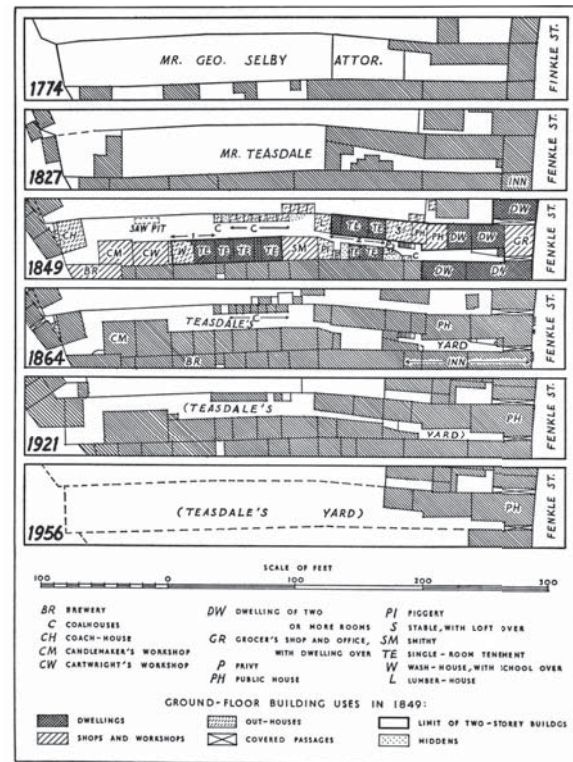 MR. GEO. SELBY ATTOR.
1774
FINKLE ST.
MR. TEASDALE
1827
INN
FENKLE ST.
DW
SAW PIT
C C
CH
L C
TE TE S PH PH DW DW GR
CM CW W TE TE TE TE SM PI TE
C
1849
BR
DW
FENKLE ST.
C
TEASDALE'S
PH
CM
YARD
1864
BR
INN
FENKLE ST.
(TEASDALE'S
PH
YARD)
1921
FENKLE ST.
(TEASDALE'S YARD)
PH
1956
FENKLE ST.
SCALE OF FEET
100 0 100 200 300
BR BREWERY
C COALHOUSES
CH COACH-HOUSE
CM CANDLEMAKER'S WORKSHOP
CW CARTWRIGHT'S WORKSHOP
DW DWELLING OF TWO
OR MORE ROOMS
GR GROCER'S SHOP AND OFFICE,
WITH DWELLING OVER
P PRIVY
PH PUBLIC HOUSE
PI PIGGERY
S STABLE, WITH LOFT OVER
SM SMITHY
TE SINGLE-ROOM TENEMENT
W WASH-HOUSE, WITH SCHOOL OVER
L LUMBER-HOUSE
GROUND-FLOOR BUILDING USES IN 1849:
DWELLINGS
SHOPS AND WORKSHOPS
OUT-HOUSES
COVERED PASSAGES
LIMIT OF TWO-STOREY BUILDGS
MIDDENS